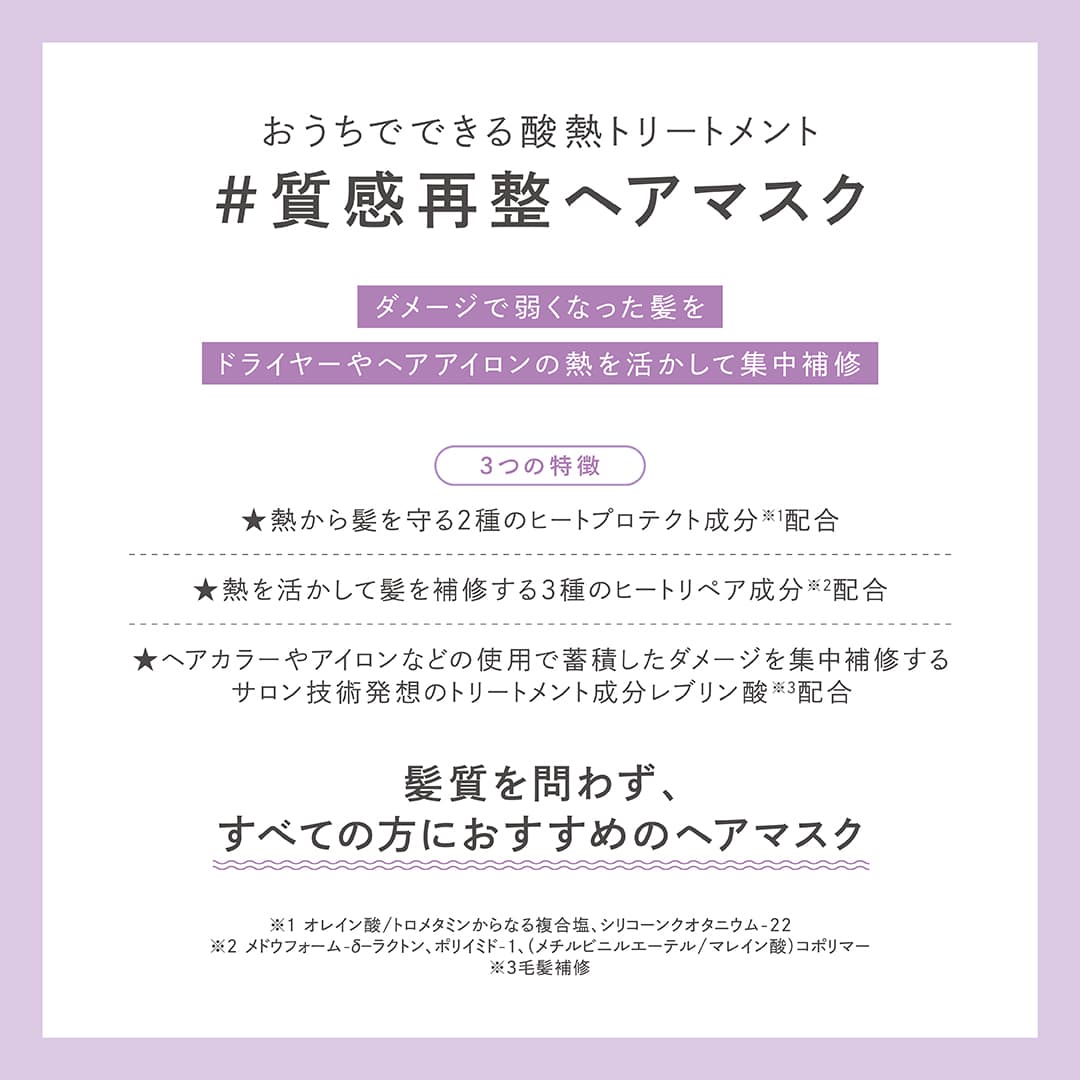 おうちでできる酸熱トリートメント
#質感再整ヘアマスク
ダメージで弱くなった髪を
ドライヤーやヘアアイロンの熱を活かして集中補修
3つの特徴
★熱から髪を守る2種のヒートプロテクト成分※1配合
★熱を活かして髪を補修する3種のヒートリペア成分※2配合
★ヘアカラーやアイロンなどの使用で蓄積したダメージを集中補修する
サロン技術発想のトリートメント成分レブリン酸※3配合
髪質を問わず、
すべての方におすすめのヘアマスク
※1 オレイン酸/トロメタミンからなる複合塩、シリコーンクオタニウム-22
※2 メドウフォーム-δ-ラクトン、ポリイミド-1、(メチルビニルエーテル/マレイン酸)コポリマー
※3毛髪補修